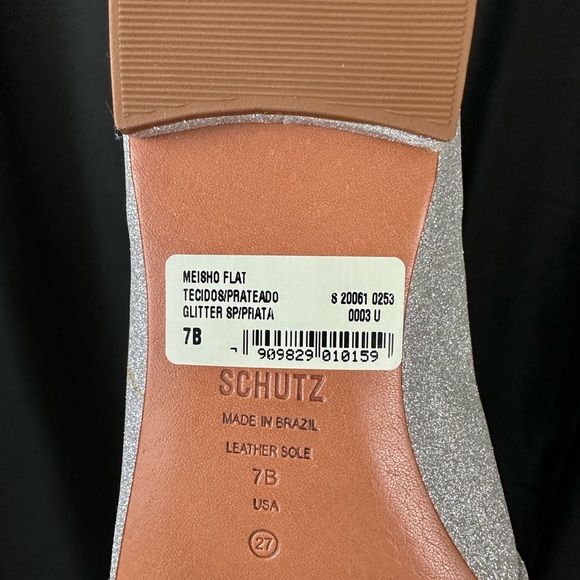 MEISHO FLAT
TECIDOS/PRATEADO S 20061 0253
GLITTER SP/PRATA 0003 U
7B
7 909829 010159
SCHUTZ
MADE IN BRAZIL
LEATHER SOLE
7B
USA
27